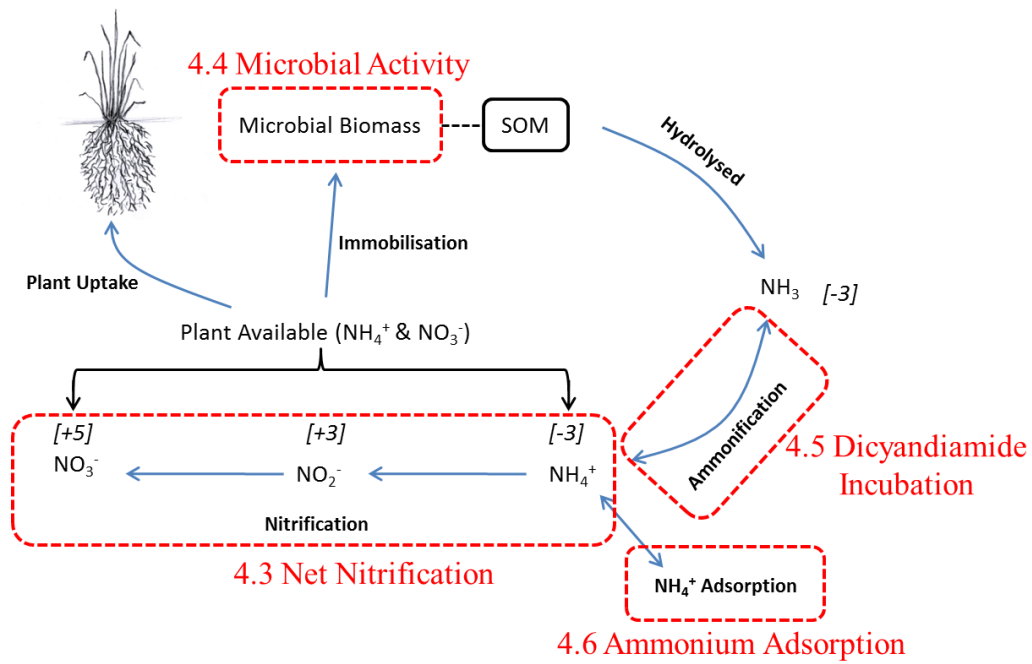 4.4 Microbial Activity
Microbial Biomass
SOM
Hydrolysed
Immobilisation
Plant Uptake
NH₃ [-3]
Plant Available (NH₄⁺ & NO₃⁻)
[+5] [+3] [-3]
NO₃⁻ NO₂⁻ NH₄⁺
Nitrification
Ammonification
4.5 Dicyandiamide
Incubation
4.3 Net Nitrification
NH₄⁺ Adsorption
4.6 Ammonium Adsorption